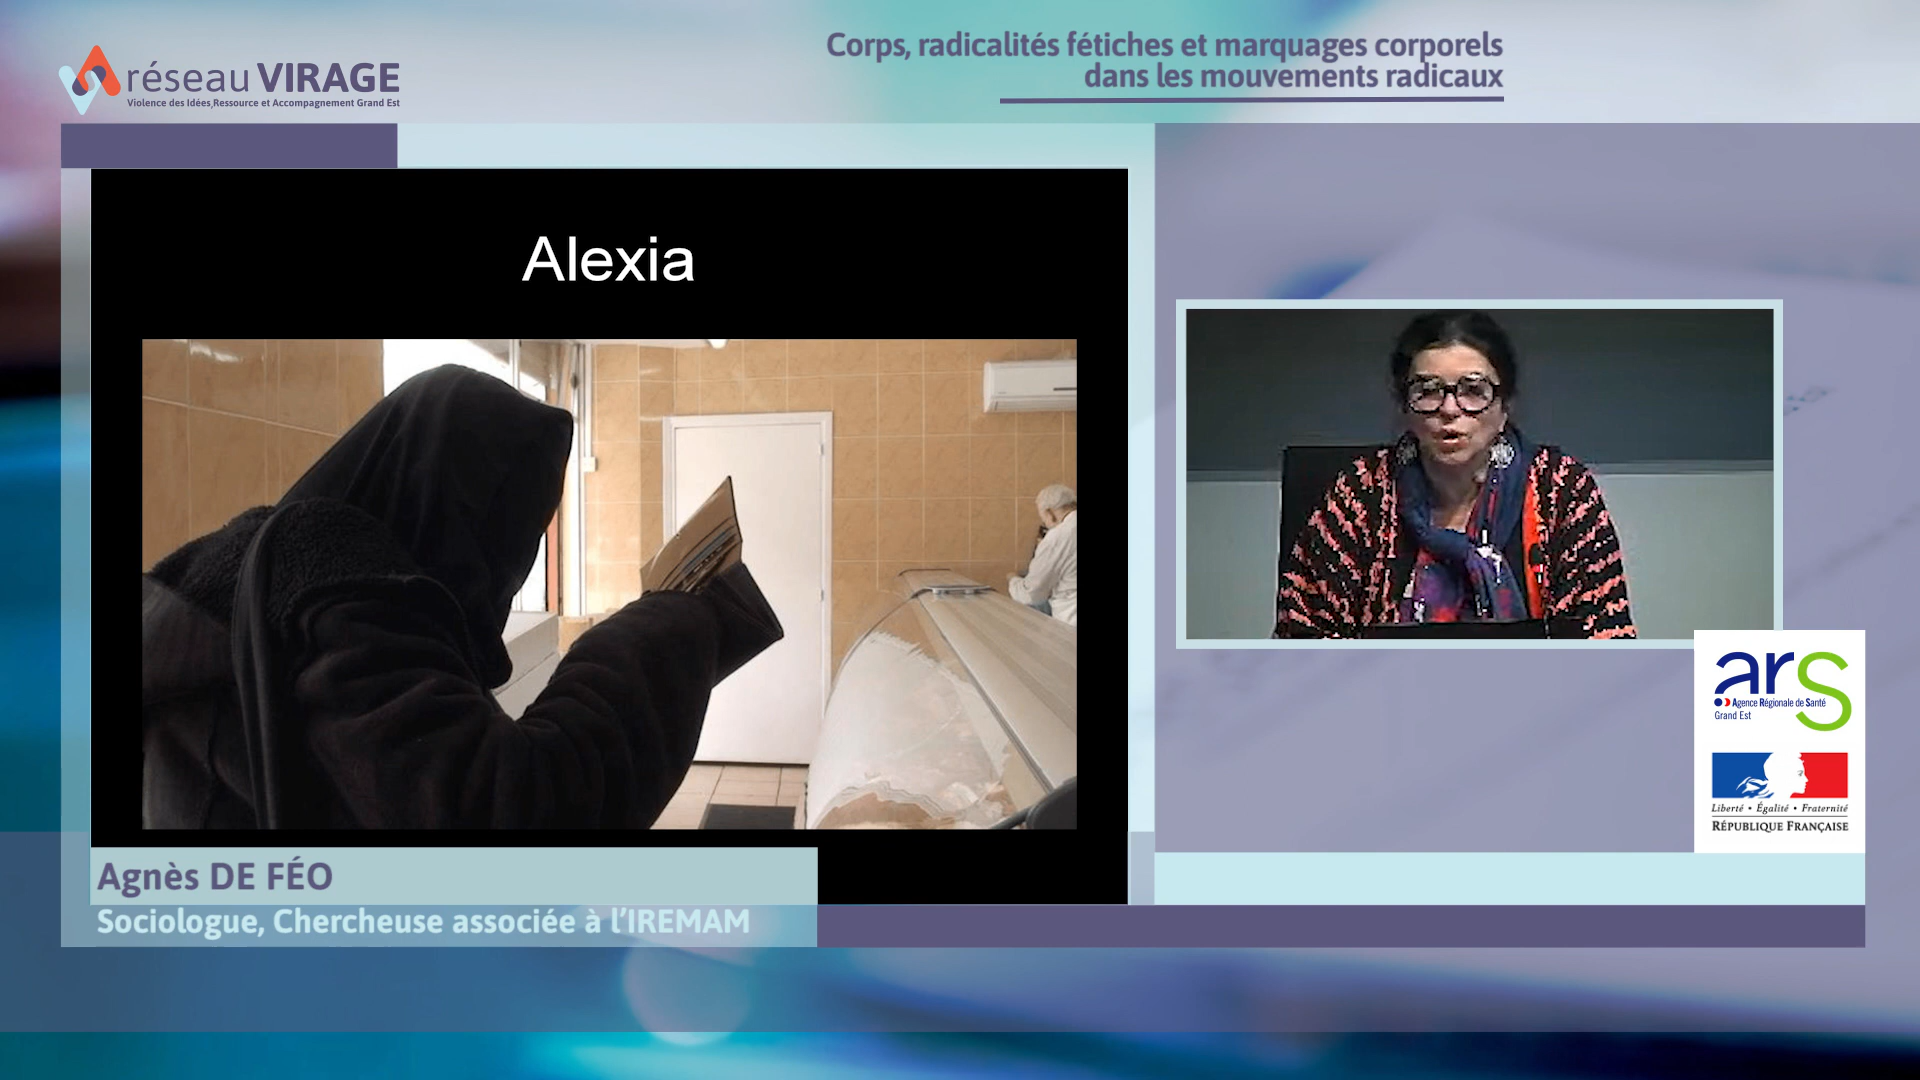 réseau VIRAGE
Violence des Idées,Ressource et Accompagnement Grand Est
Corps, radicalités fétiches et marquages corporels
dans les mouvements radicaux
Alexia
ars
Agence Régionale de Santé
Grand Est
Liberté • Égalité • Fraternité
RÉPUBLIQUE FRANÇAISE
Agnès DE FÉO
Sociologue, Chercheuse associée à l'IREMAM